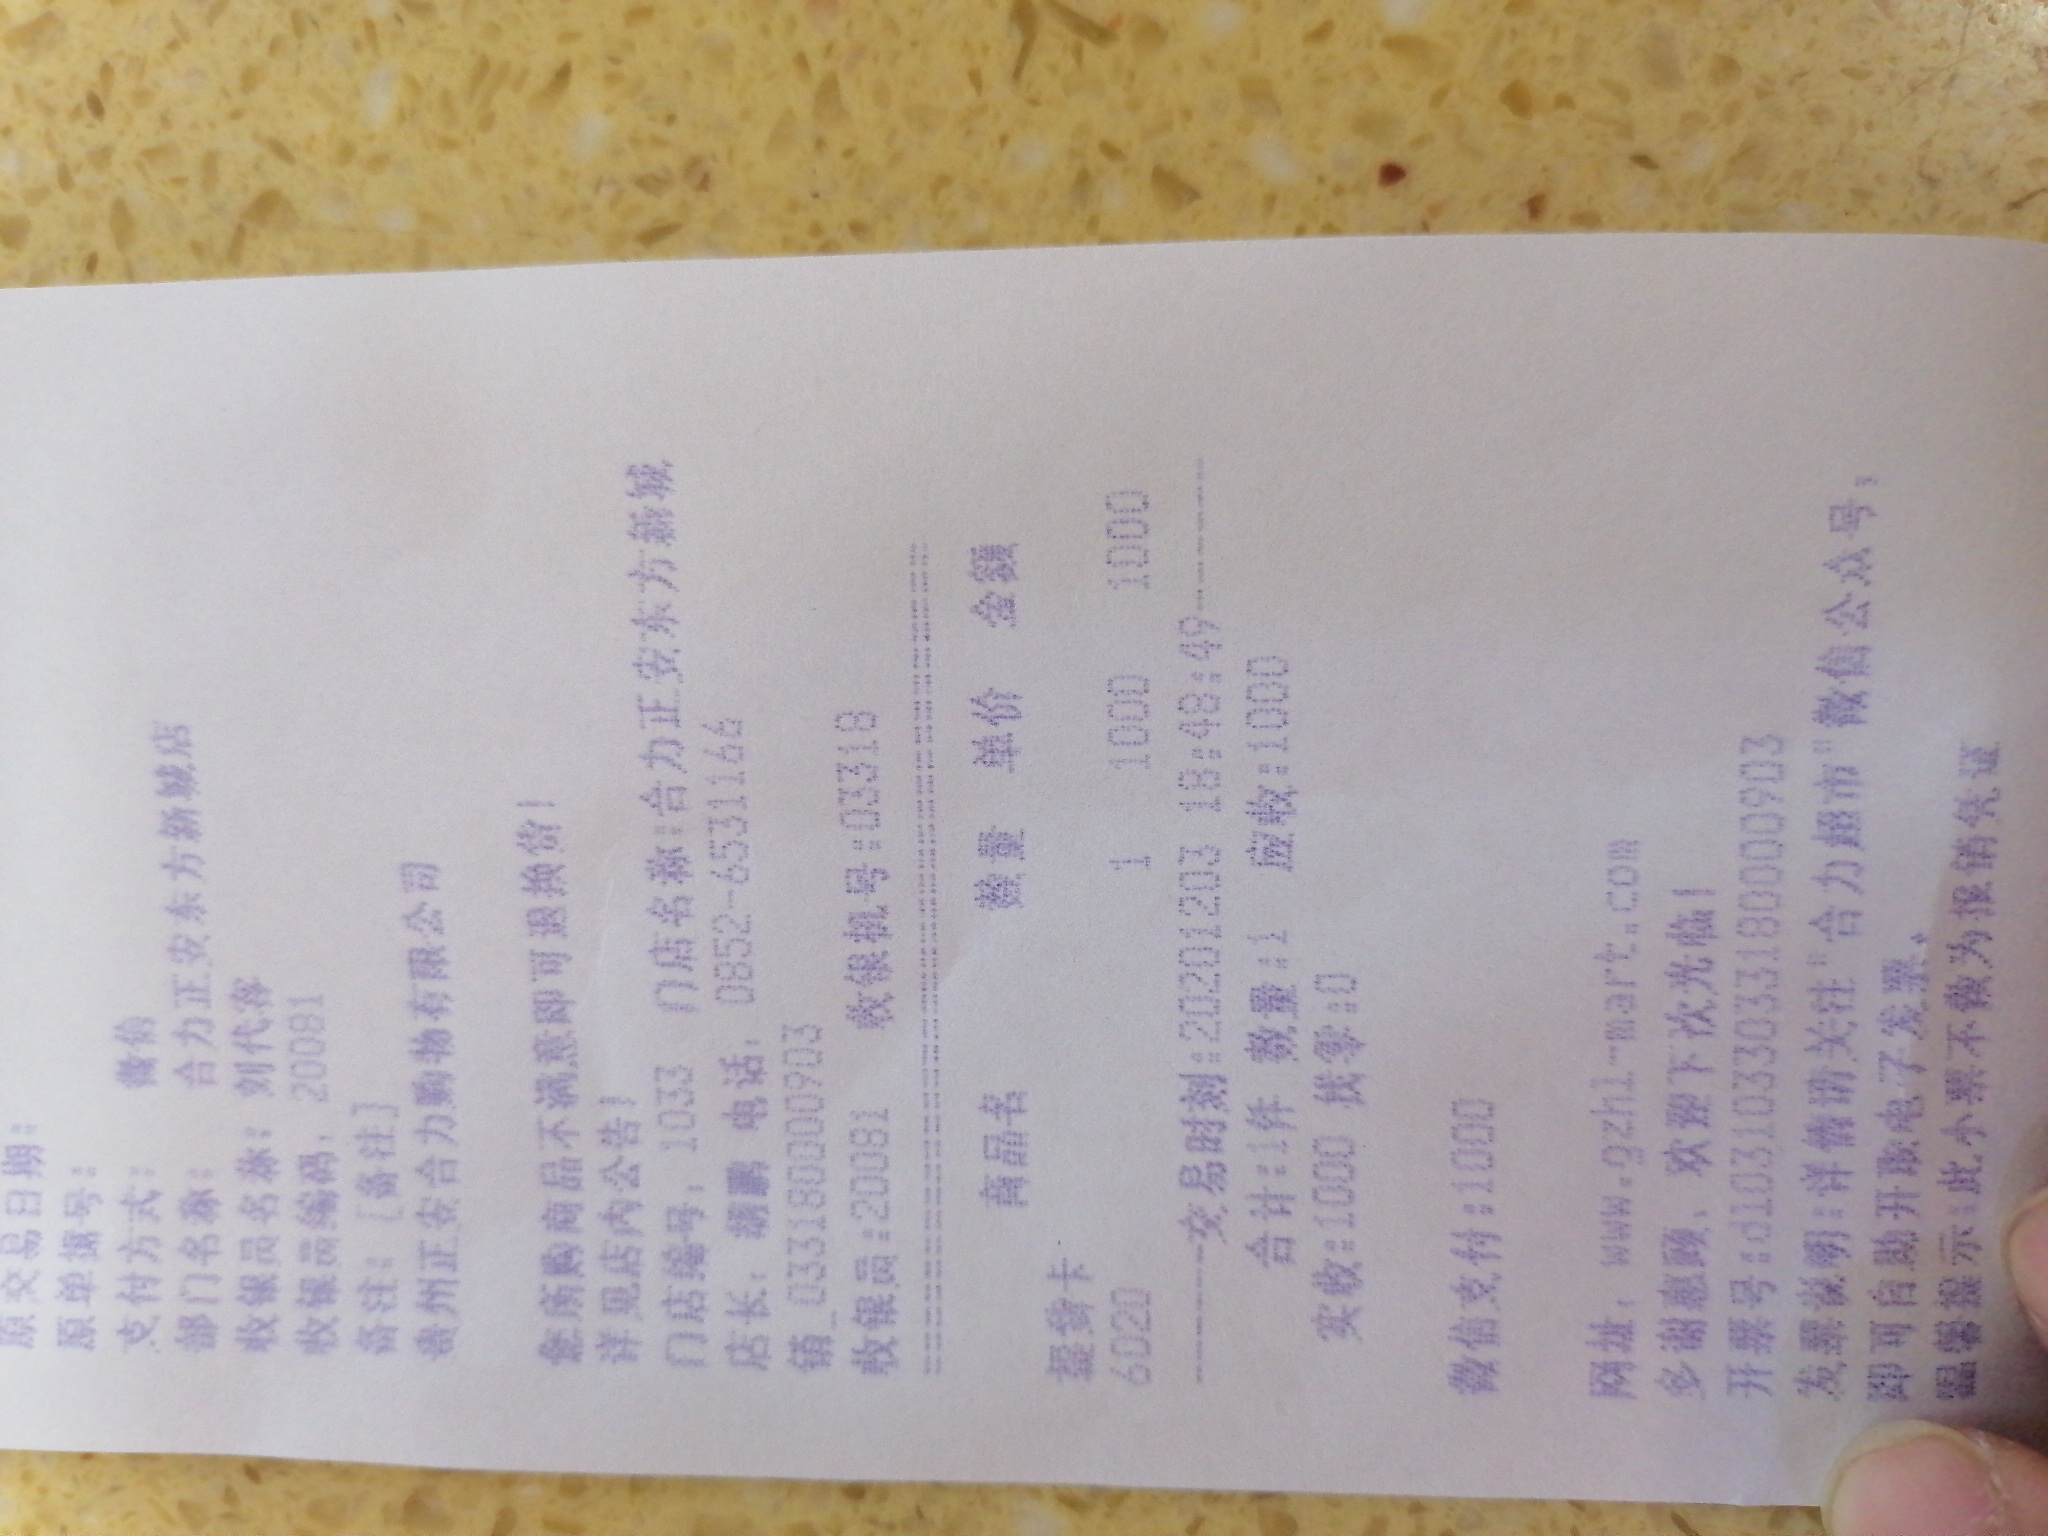 原交易日期:
原单据号:
支付方式: 微信
部门名称: 合力正安东方新城店
收银员名称: 刘代容
收银员编码: 20081
备注: [备注]
贵州正安合力购物有限公司
您所购商品不满意即可退换货!
详见店内公告!
门店编号: 1033 门店名称:合力正安东方新城
店长: 鹏 电话: 0852-6531166
销_033180000903
收银员:20081 收银机号:033318
商品名 数量 单价 金额
提货卡
6020 1 1000 1000
交易时刻:20201203 18:48:49
合计:1件 数量:1 应收:1000
实收:1000 找零:0
微信支付:1000
网址: www.gzhl-mart.com
多谢惠顾、欢迎下次光临!
开票号:d103103303318000​0903
发票说明:详情请关注"合力超市"微信公众号,
即可自助开取电子发票。
温馨提示:此小票不做为报销凭证